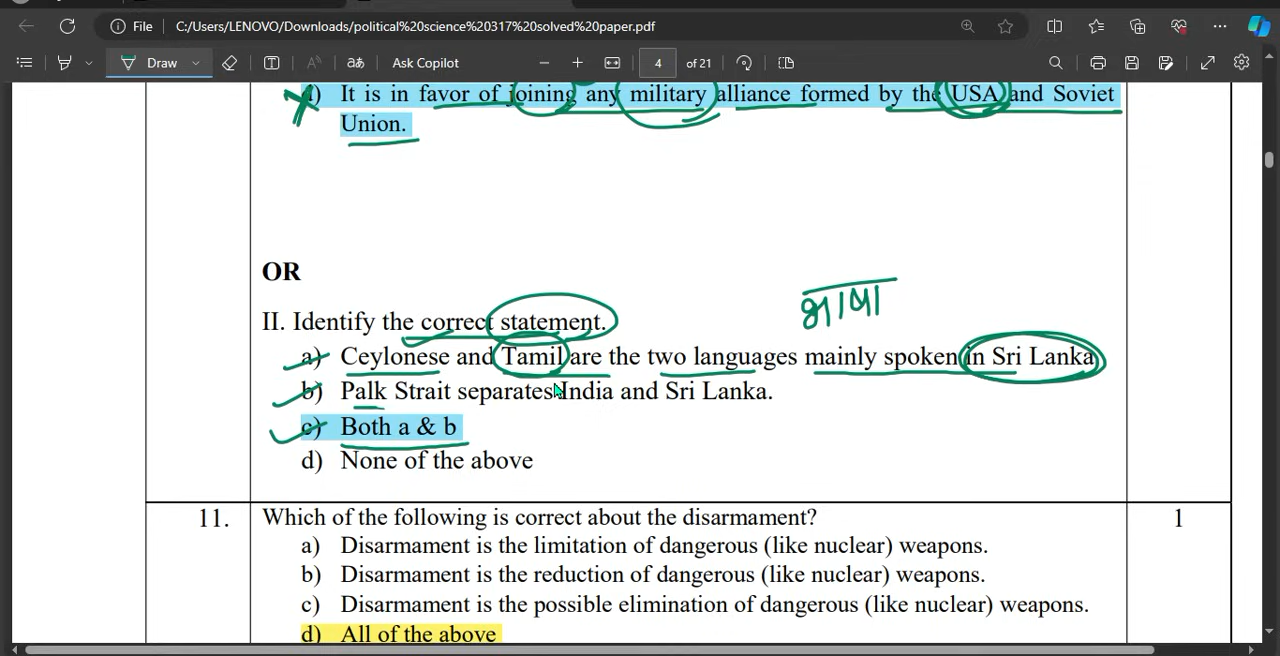 File C:/Users/LENOVO/Downloads/political%20science%20317%20solved%20paper.pdf
Draw aあ Ask Copilot 4 of 21
d) It is in favor of joining any military alliance formed by the USA and Soviet
Union.
OR
भाषा
II. Identify the correct statement.
a) Ceylonese and Tamil are the two languages mainly spoken in Sri Lanka
b) Palk Strait separates India and Sri Lanka.
c) Both a & b
d) None of the above
11. Which of the following is correct about the disarmament? 1
a) Disarmament is the limitation of dangerous (like nuclear) weapons.
b) Disarmament is the reduction of dangerous (like nuclear) weapons.
c) Disarmament is the possible elimination of dangerous (like nuclear) weapons.
d) All of the above